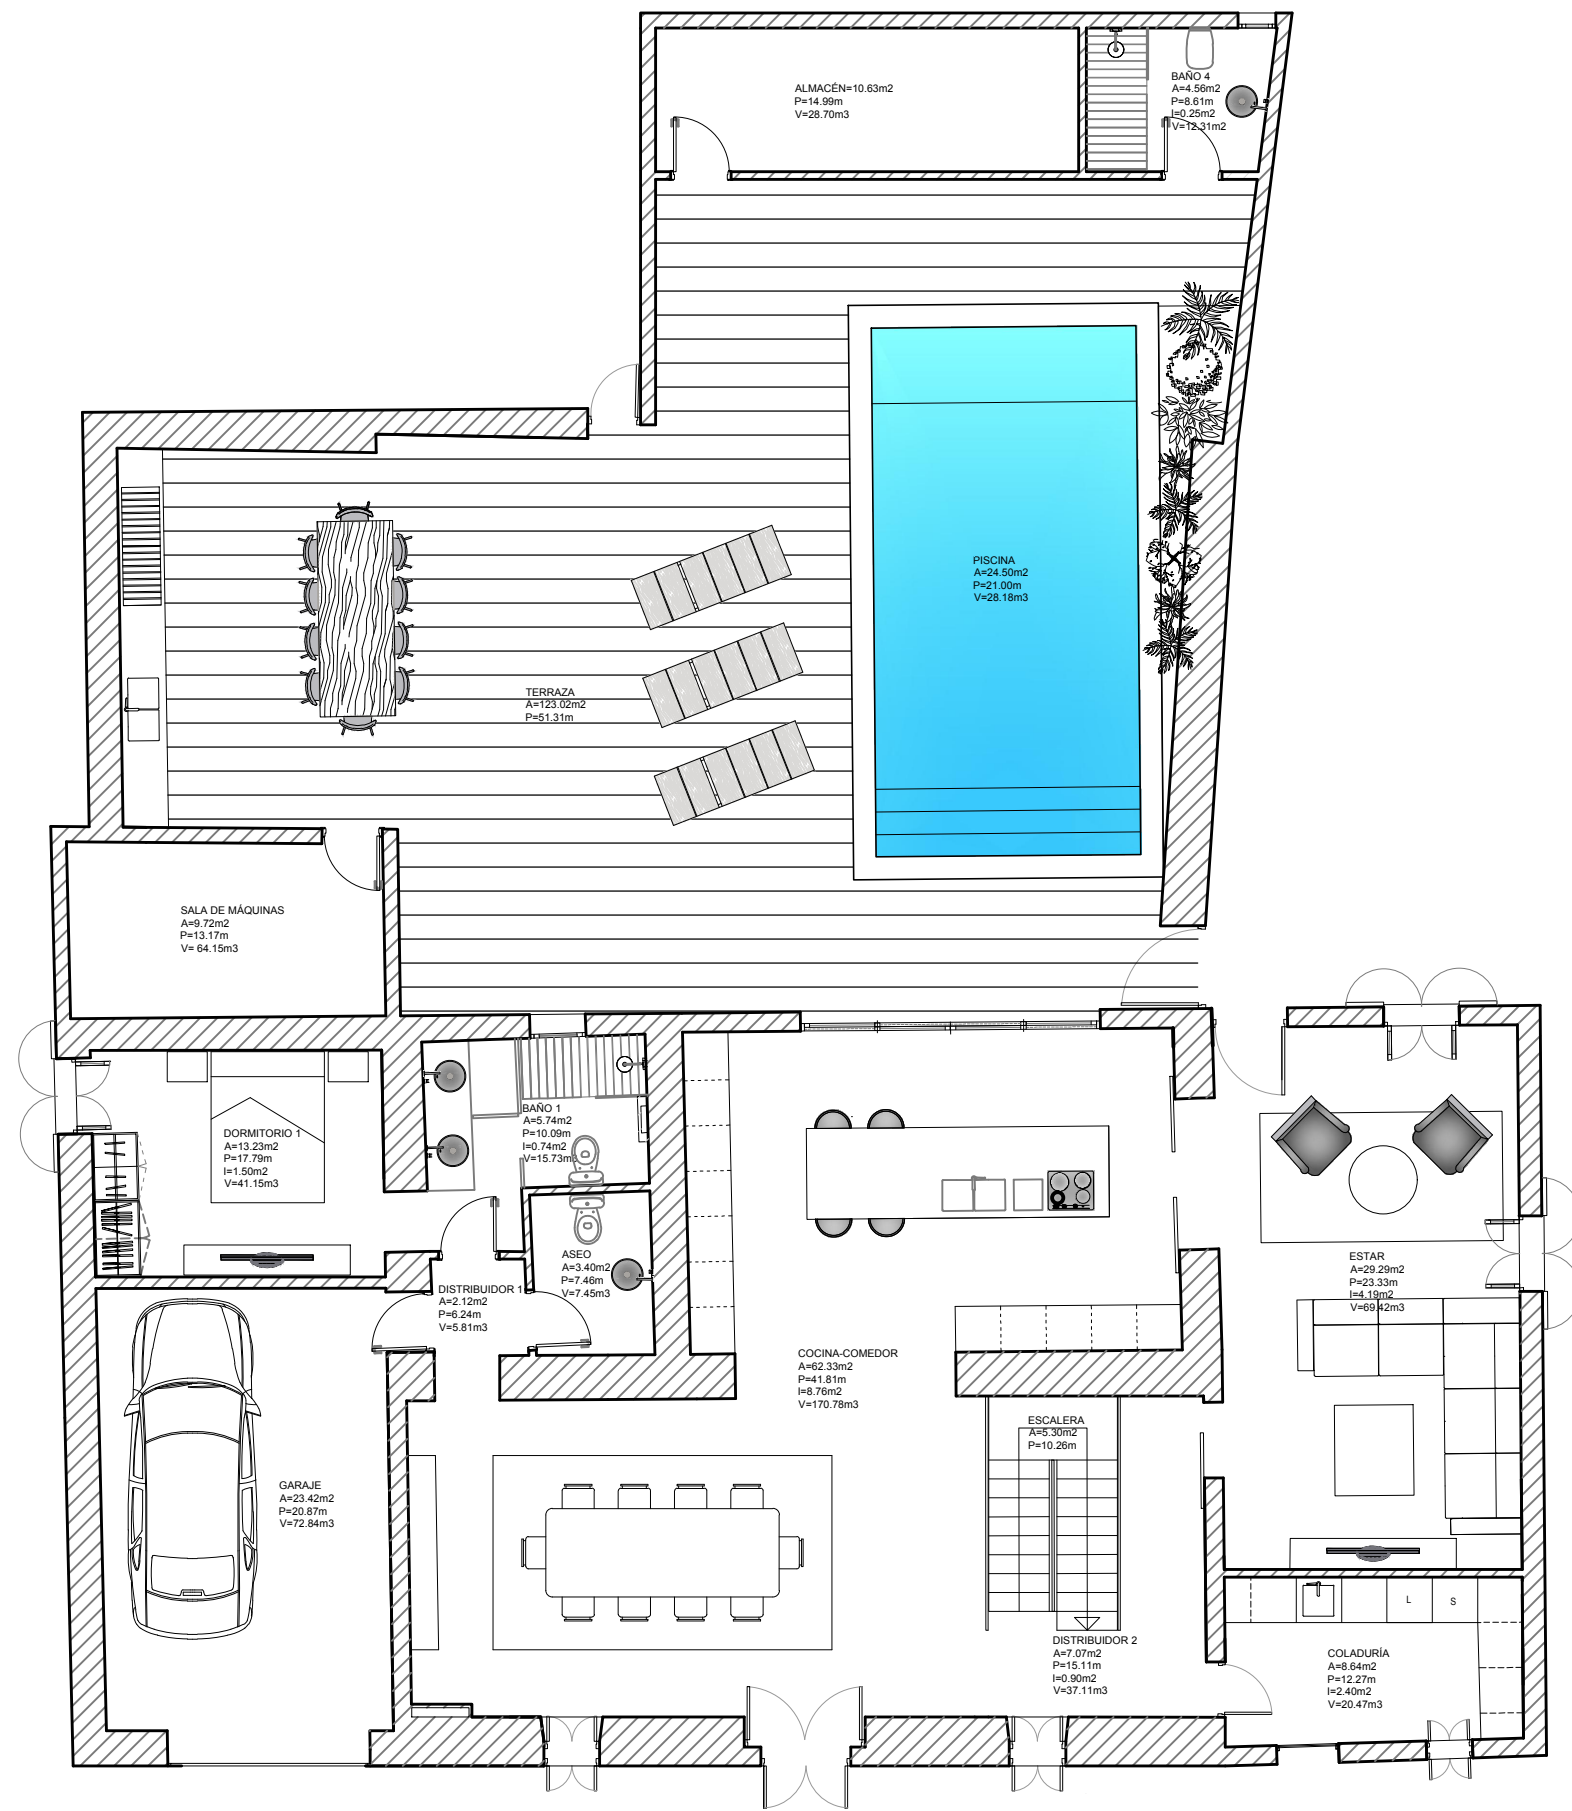 ALMACÉN=10.63m2
P=14.99m
V=28.70m3
BAÑO 4
A=4.56m2
P=8.61m
I=0.25m2
V=12.31m2
PISCINA
A=24.50m2
P=21.00m
V=28.18m3
TERRAZA
A=123.02m2
P=51.31m
SALA DE MÁQUINAS
A=9.72m2
P=13.17m
V= 64.15m3
DORMITORIO 1
A=13.23m2
P=17.79m
I=1.50m2
V=41.15m3
BAÑO 1
A=5.74m2
P=10.09m
I=0.74m2
V=15.73m3
ASEO
A=3.40m2
P=7.46m
V=7.45m3
DISTRIBUIDOR 1
A=2.12m2
P=6.24m
V=5.81m3
ESTAR
A=29.29m2
P=23.33m
I=4.19m2
V=69.42m3
COCINA-COMEDOR
A=62.33m2
P=41.81m
I=8.76m2
V=170.78m3
ESCALERA
A=5.30m2
P=10.26m
GARAJE
A=23.42m2
P=20.87m
V=72.84m3
L
S
DISTRIBUIDOR 2
A=7.07m2
P=15.11m
I=0.90m2
V=37.11m3
COLADURÍA
A=8.64m2
P=12.27m
I=2.40m2
V=20.47m3